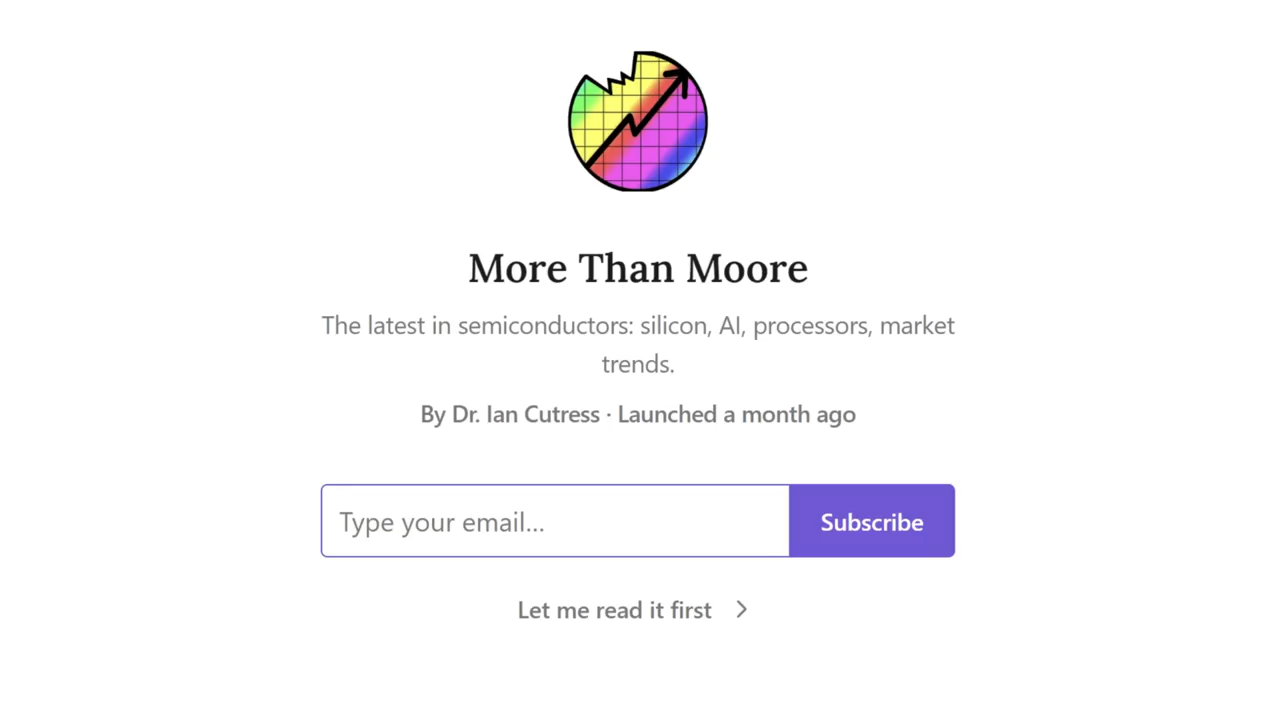 More Than Moore
The latest in semiconductors: silicon, AI, processors, market
trends.
By Dr. Ian Cutress · Launched a month ago
Type your email...
Subscribe
Let me read it first